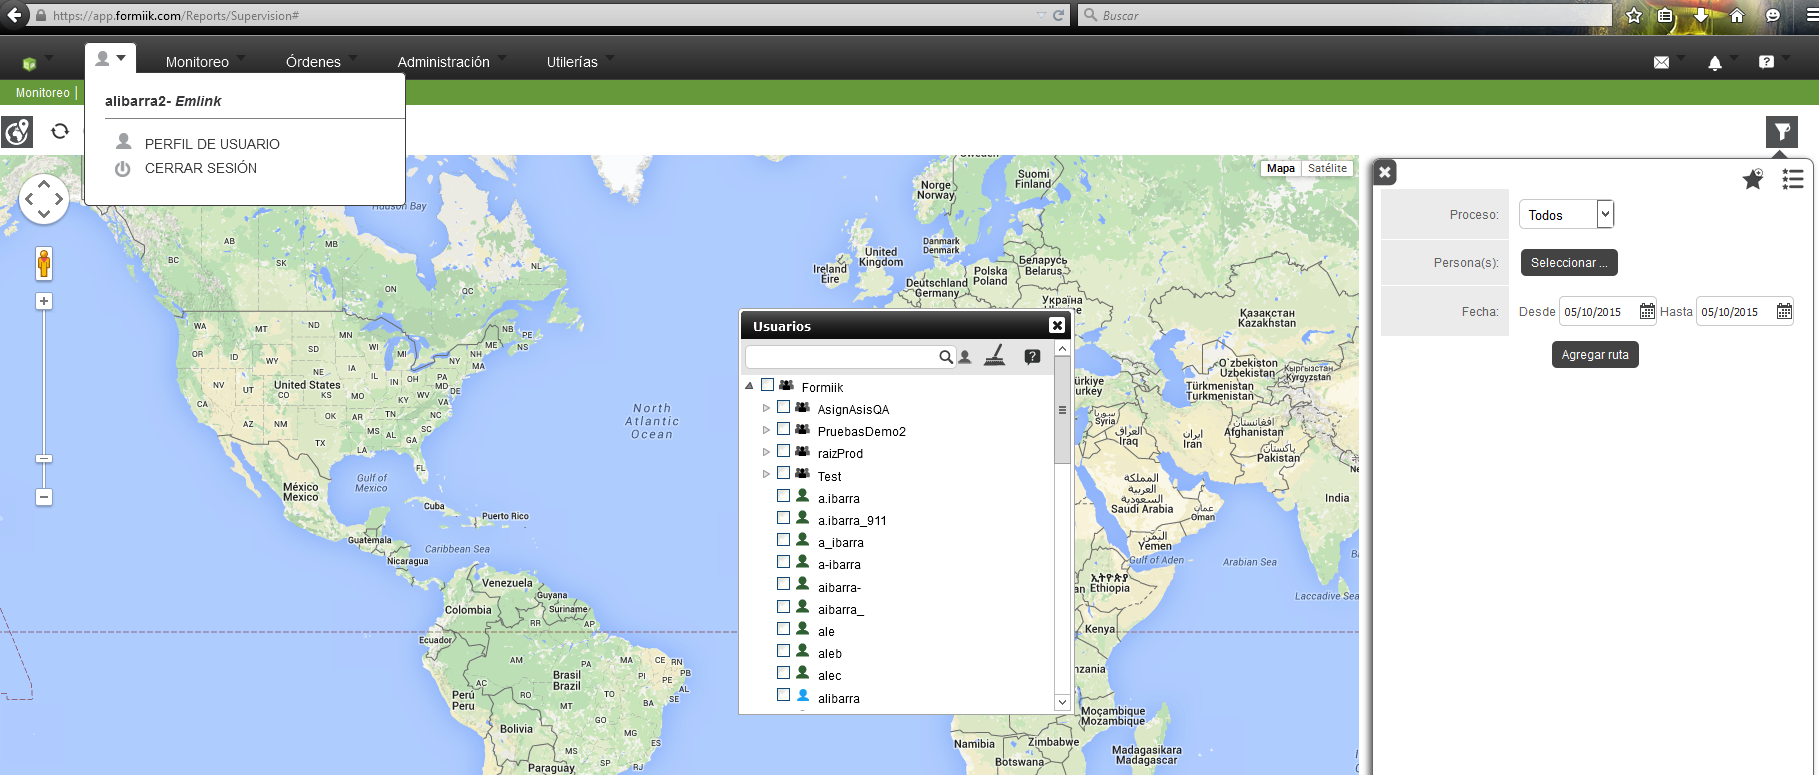 https://app.formiik.com/Reports/Supervision#
Buscar
Monitoreo
Órdenes
Administración
Utilerías
Monitoreo
alibarra2- Emlink
PERFIL DE USUARIO
CERRAR SESIÓN
Mapa
Satélite
Proceso:
Todos
Persona(s):
Seleccionar ...
Fecha:
Desde
05/10/2015
Hasta
05/10/2015
Agregar ruta
Usuarios
Formiik
AsignAsisQA
PruebasDemo2
raizProd
Test
a.ibarra
a.ibarra_911
a_ibarra
a-ibarra
aibarra-
aibarra_
ale
aleb
alec
alibarra
Hudson Bay
AB
MB
BC
SK
ON
QC
NL
NB
PE
NS
WA
MT
ND
MN
OR
ID
WY
SD
WI
MI
NE
IA
NV
UT
CO
KS
MO
IL
IN
OH
PA
KY
WV
VA
MD
CA
AZ
NM
OK
AR
TN
NC
SC
TX
LA
MS
AL
GA
FL
United States
North
Atlantic
Ocean
Gulf of
Mexico
México
Mexico
Cuba
Puerto Rico
Guatemala
Caribbean Sea
Nicaragua
Venezuela
Guyana
Suriname
Colombia
Ecuador
AM
PA
MA
CE
RN
PB
PE
AL
SE
PI
AC
TO
BA
MT
GO
MG
ES
MS
SP
RJ
PR
Brasil
Brazil
Perú
Peru
Bolivia
Paraguay
Sweden
Norge
Norway
Suomi
Finland
United
Kingdom
Danmark
Denmark
Ireland
Éire
Беларусь
Belarus
Polska
Poland
Deutschland
Germany
Україна
Ukraine
Қазақстан
Kazakhstan
O'zbekiston
Uzbekistan
Кыргызстан
Kyrgyzstan
Türkmenistan
Turkmenistan
Türkiye
Turkey
سوريا
Syria
العراق
Iraq
ایران
Iran
افغانستان
Afghanistan
پاکستان
Pakistan
المملكة
العربية
السعودية
Saudi Arabia
عمان
Oman
India
اليمن
Yemen
Gulf of Aden
Arabian Sea
Laccadive Sea
ኢትዮጵያ
Ethiopia
Kenya
nzania
Moçambique
Mozambique
Namibia
Zimbabwe
Botswana
Madagasikara
Madagascar